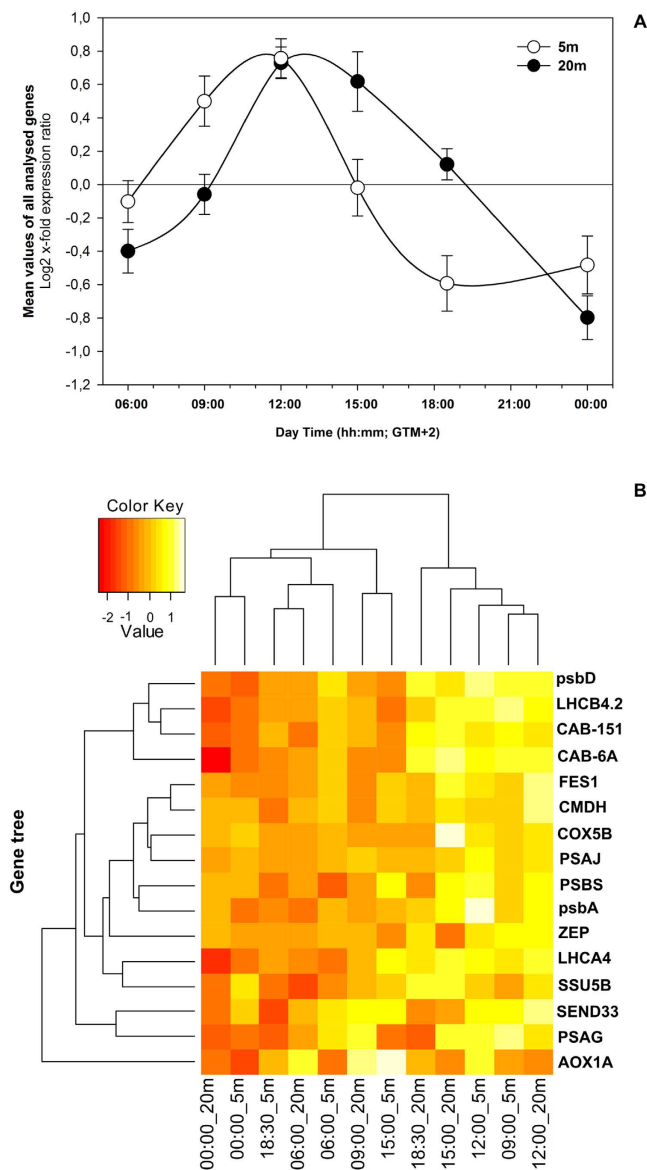 A
5m
20m
1,0
0,8
0,6
0,4
0,2
0,0
-0,2
-0,4
-0,6
-0,8
-1,0
-1,2
Mean values of all analysed genes
Log2 x-fold expression ratio
06:00 09:00 12:00 15:00 18:00 21:00 00:00
Day Time (hh:mm; GTM+2)
B
Color Key
-2 -1 0 1
Value
Gene tree
psbD
LHCB4.2
CAB-151
CAB-6A
FES1
CMDH
COX5B
PSAJ
PSBS
psbA
ZEP
LHCA4
SSU5B
SEND33
PSAG
AOX1A
00:00_20m
00:00_5m
18:30_5m
06:00_20m
06:00_5m
09:00_20m
15:00_5m
18:30_20m
15:00_20m
12:00_5m
09:00_5m
12:00_20m